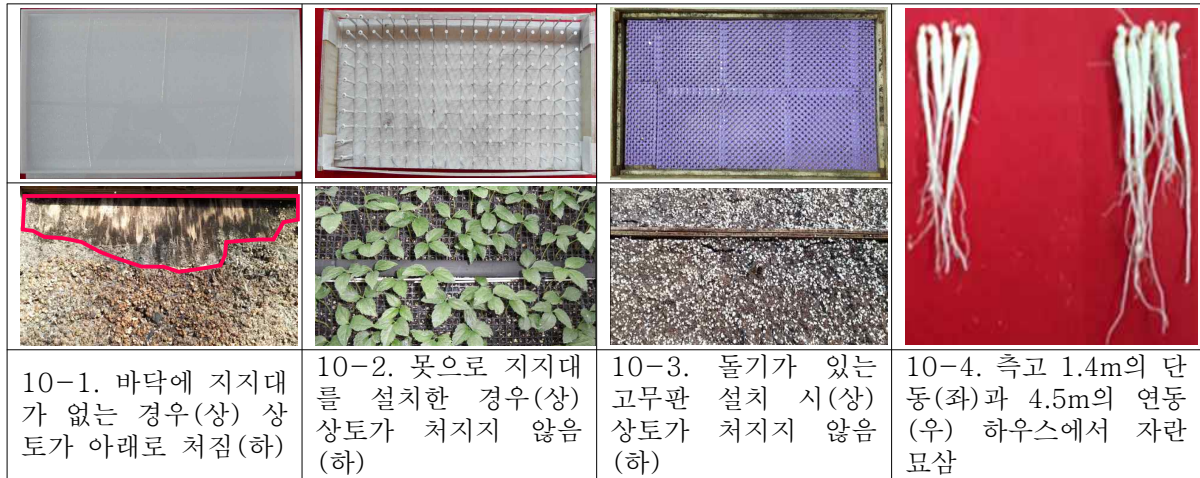 10-1. 바닥에 지지대
가 없는 경우(상) 상
토가 아래로 처짐(하)
10-2. 못으로 지지대
를 설치한 경우(상)
상토가 처지지 않음
(하)
10-3. 돌기가 있는
고무판 설치 시(상)
상토가 처지지 않음
(하)
10-4. 측고 1.4m의 단
동(좌)과 4.5m의 연동
(우) 하우스에서 자란
묘삼